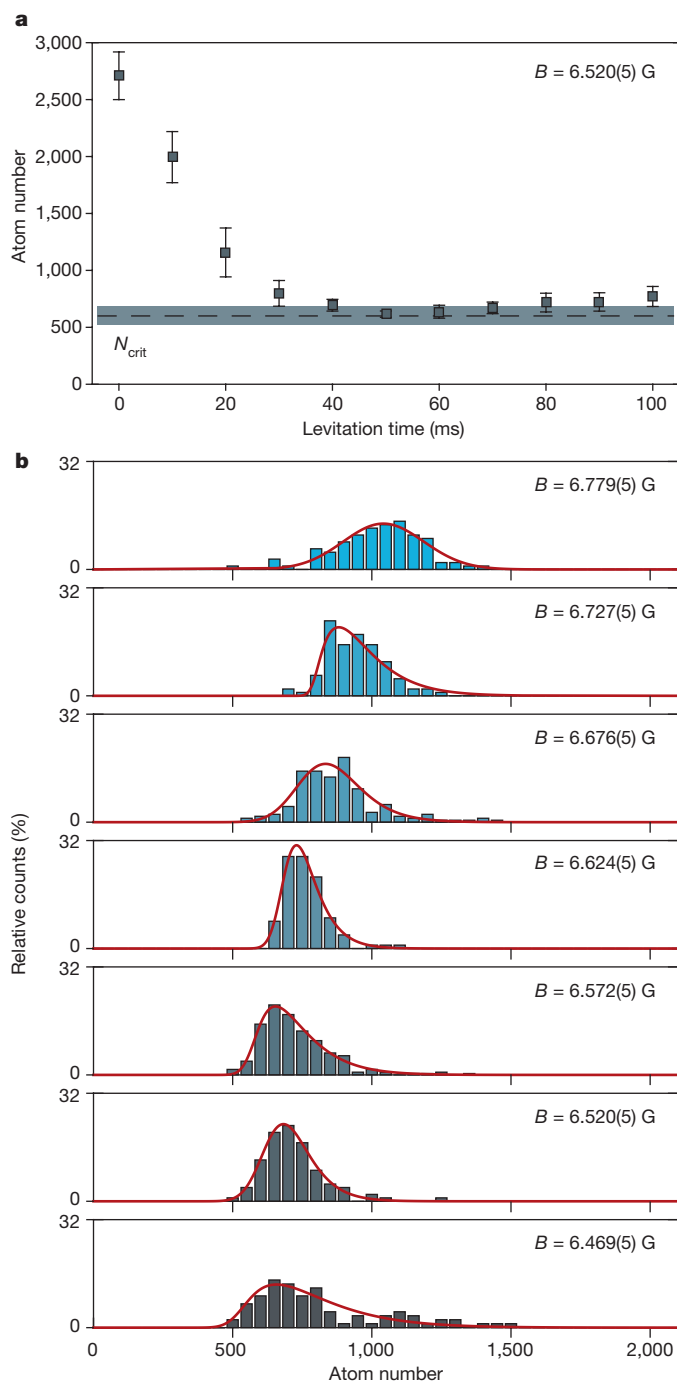 a
3,000
2,500
2,000
1,500
1,000
500
0
Atom number
B = 6.520(5) G
N_crit
0 20 40 60 80 100
Levitation time (ms)
b
Relative counts (%)
32
0
B = 6.779(5) G
32
0
B = 6.727(5) G
32
0
B = 6.676(5) G
32
0
B = 6.624(5) G
32
0
B = 6.572(5) G
32
0
B = 6.520(5) G
32
0
B = 6.469(5) G
0 500 1,000 1,500 2,000
Atom number